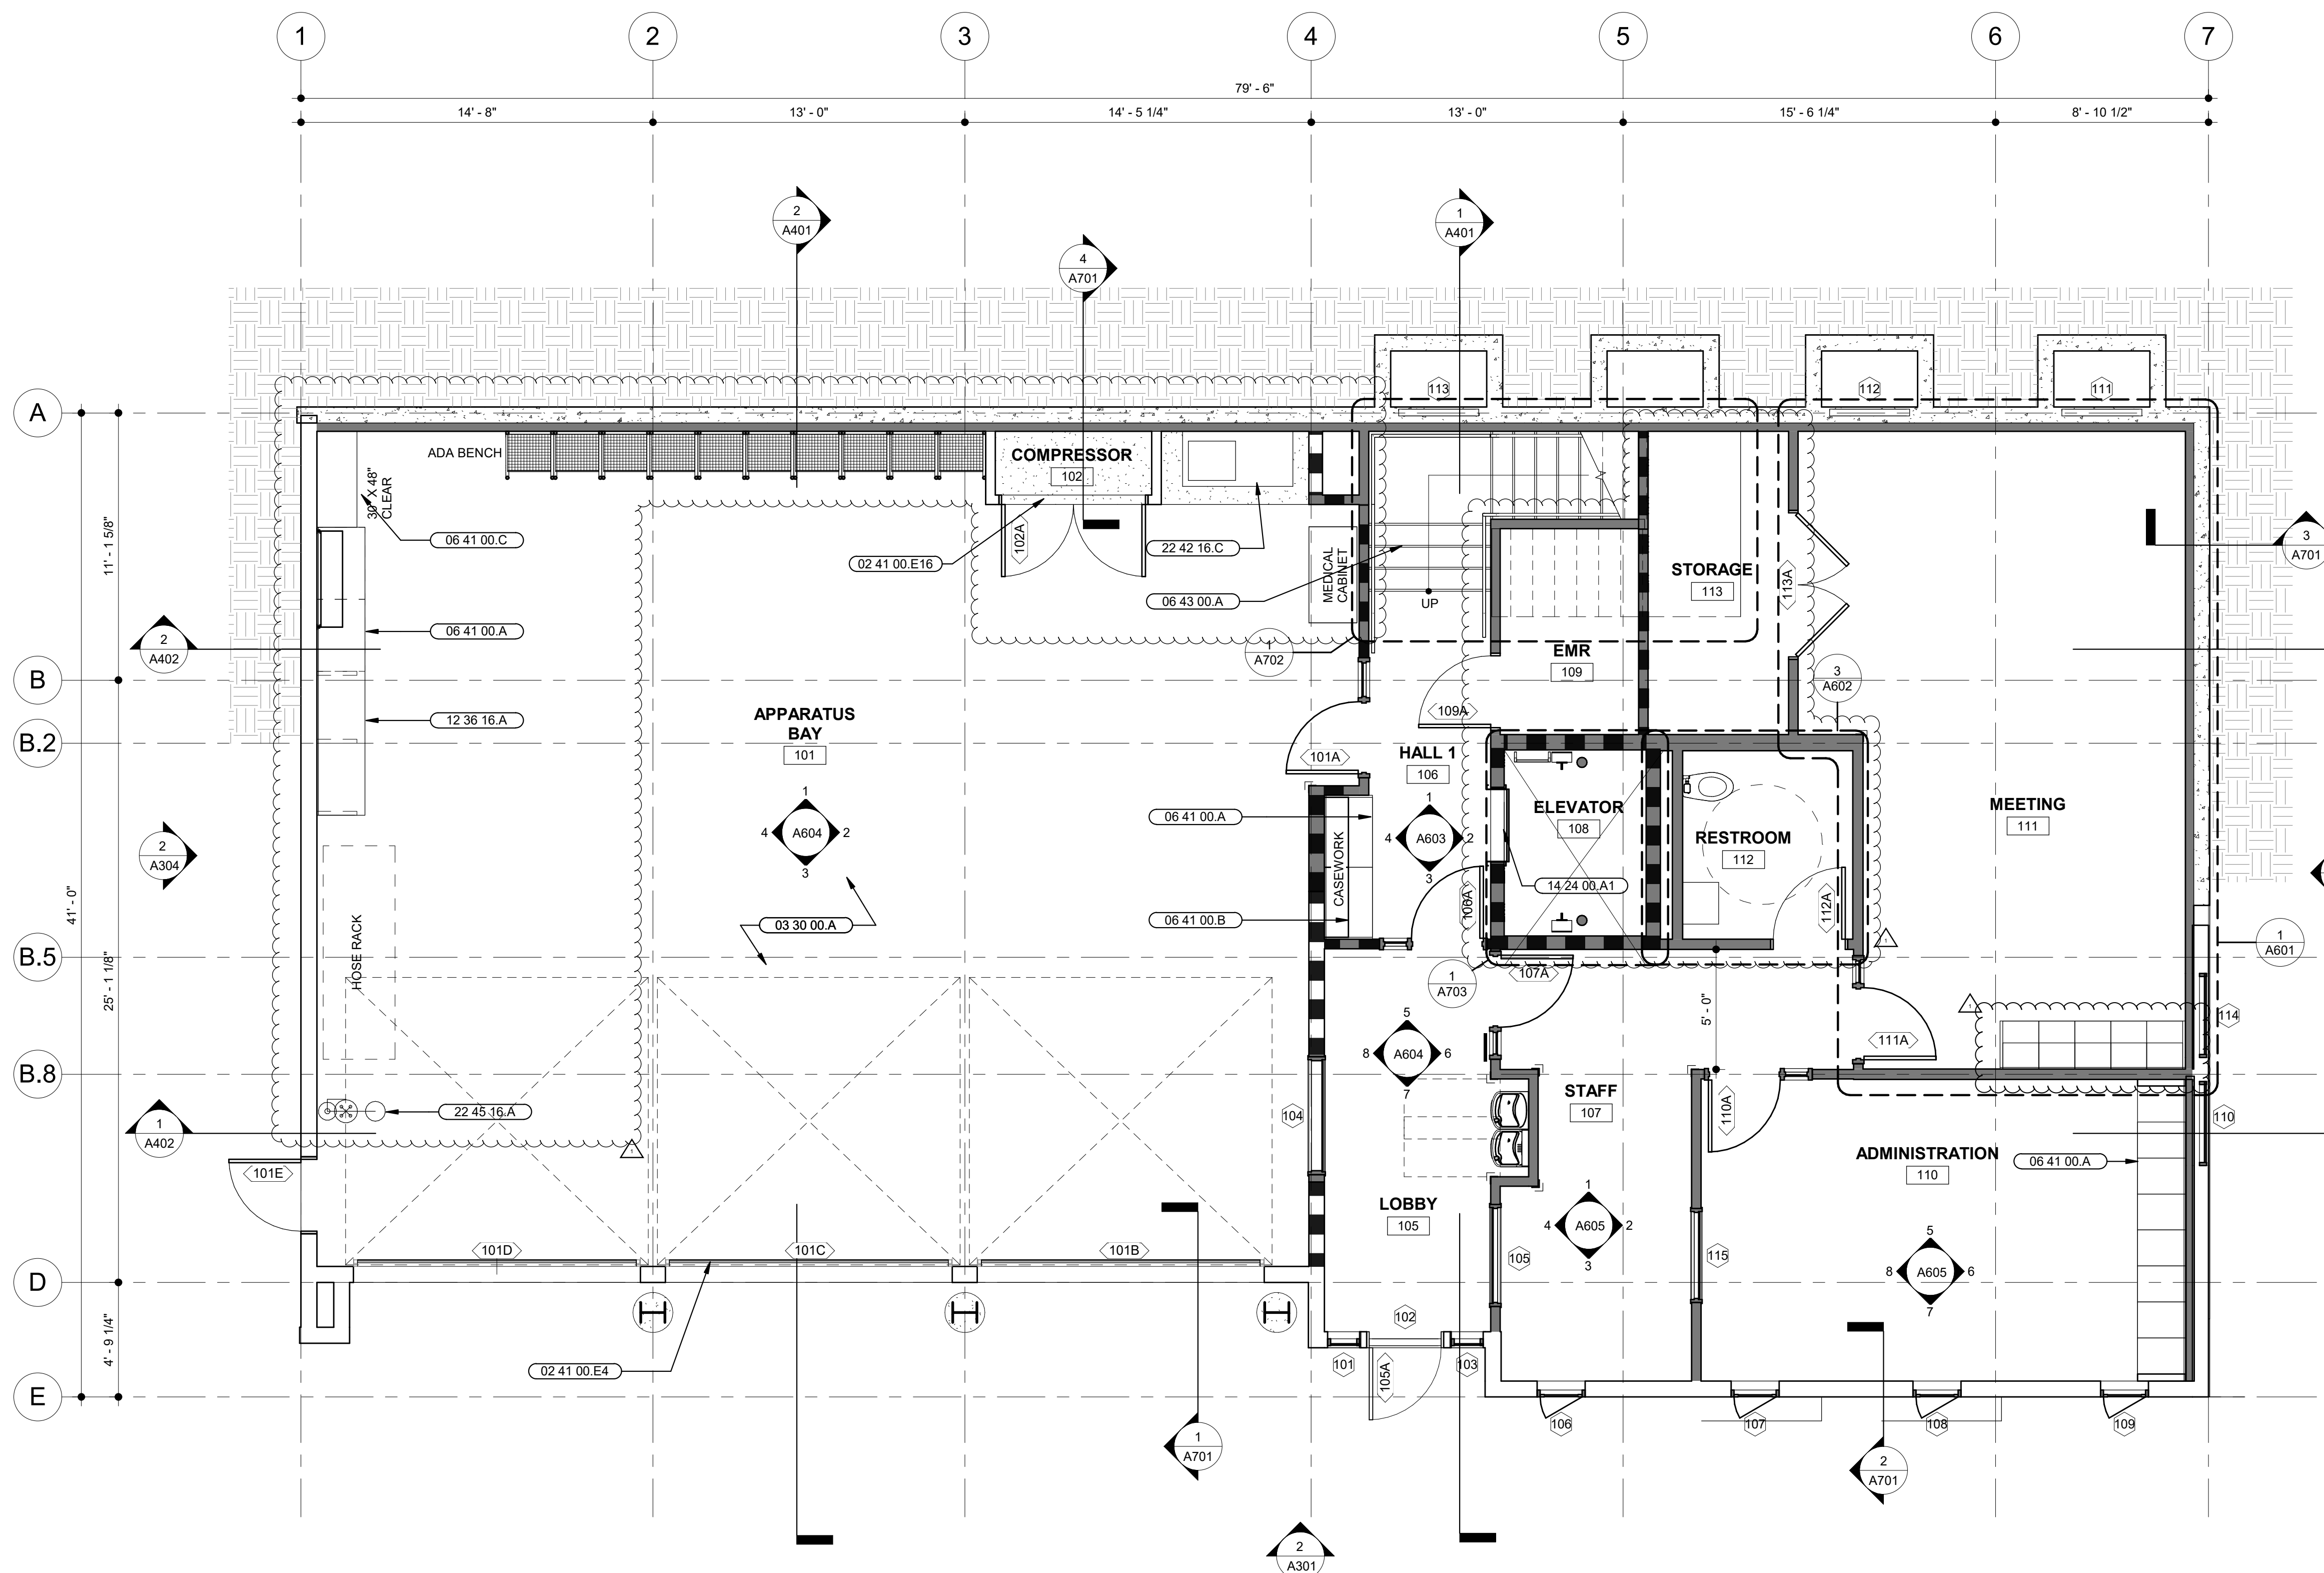 1
2
3
4
5
6
7
79' - 6"
14' - 8"
13' - 0"
14' - 5 1/4"
13' - 0"
15' - 6 1/4"
8' - 10 1/2"
2
A401
1
A401
4
A701
113
112
111
A
ADA BENCH
COMPRESSOR
102
30" X 48"
CLEAR
06 41 00.C
11' - 1 5/8"
02 41 00.E16
102A
22 42 16.C
MEDICAL
CABINET
06 43 00.A
UP
STORAGE
113
113A
3
A701
06 41 00.A
2
A402
1
A702
EMR
109
3
A602
B
12 36 16.A
APPARATUS
BAY
101
109A
B.2
101A
HALL 1
106
1
4
A604
2
3
06 41 00.A
1
4
A603
2
3
ELEVATOR
108
RESTROOM
112
MEETING
111
2
A304
CASEWORK
14 24 00.A1
41' - 0"
HOSE RACK
03 30 00.A
06 41 00.B
106A
112A
1
1
A601
B.5
25' - 1 1/8"
1
A703
107A
5' - 0"
1
114
5
8
A604
6
7
111A
B.8
22 45 16.A
104
STAFF
107
110A
110
1
A402
1
ADMINISTRATION
110
06 41 00.A
101E
LOBBY
105
1
4
A605
2
3
5
8
A605
6
7
101D
101C
101B
105
115
D
4' - 9 1/4"
02 41 00.E4
102
101
103
105A
E
106
107
108
109
1
A701
2
A701
2
A301